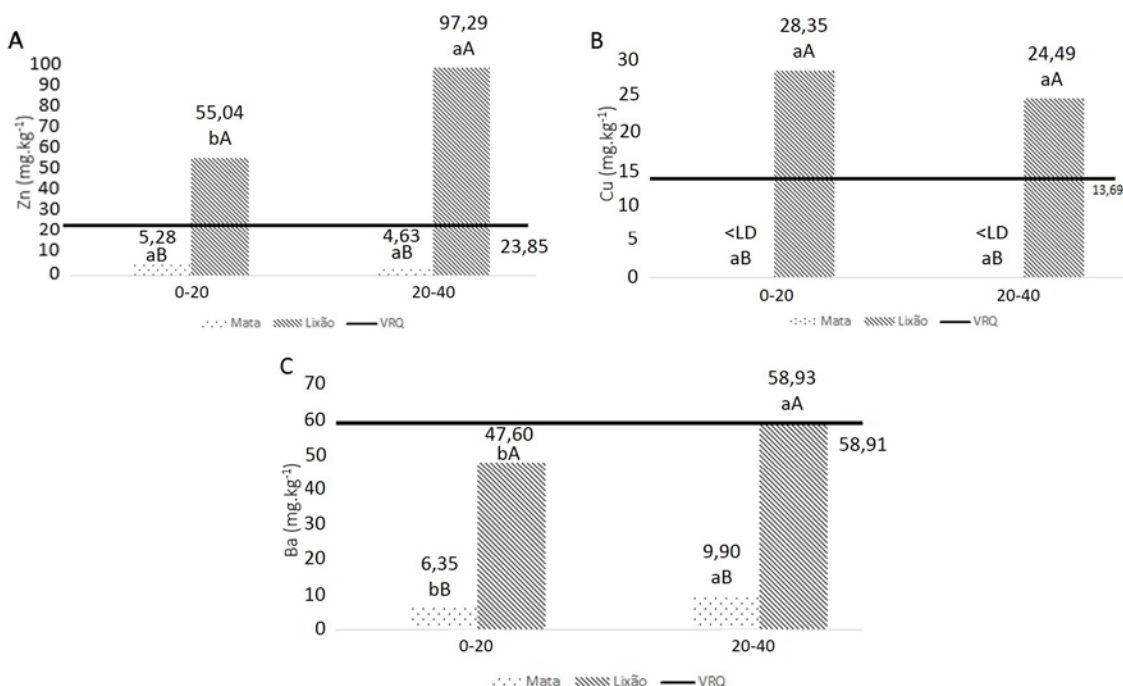 A
Zn (mg.kg⁻¹)
100
90
80
70
60
50
40
30
20
10
0
97,29
aA
55,04
bA
5,28
aB
4,63
aB
23,85
0-20
20-40
Mata Lixão VRQ
B
Cu (mg.kg⁻¹)
30
25
20
15
10
5
0
28,35
aA
24,49
aA
13,69
<LD
aB
<LD
aB
0-20
20-40
Mata Lixão VRQ
C
Ba (mg.kg⁻¹)
70
60
50
40
30
20
10
0
58,93
aA
47,60
bA
58,91
6,35
bB
9,90
aB
0-20
20-40
Mata Lixão VRQ